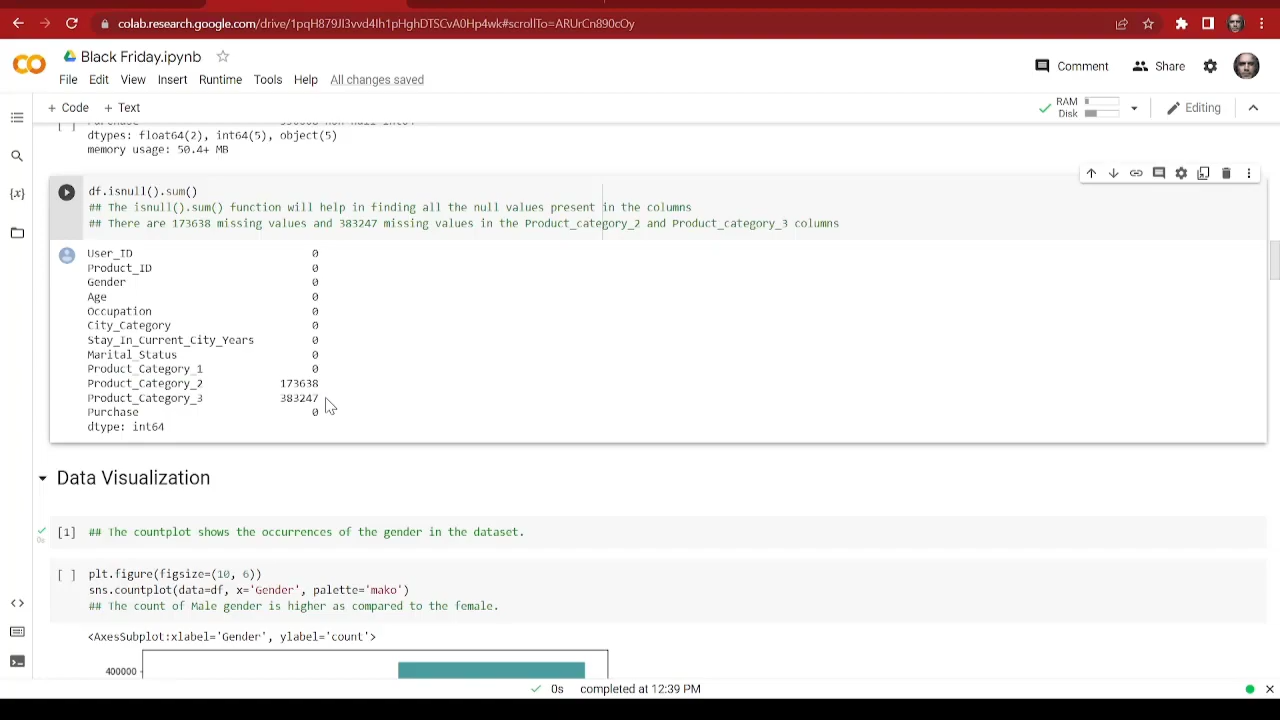 colab.research.google.com/drive/1pqH879JI3vvd4Ih1pHghDTSCvA0Hp4wk#scrollTo=ARUrCn890cOy
Black Friday.ipynb
Comment
Share
File Edit View Insert Runtime Tools Help All changes saved
+ Code + Text
RAM
Disk
Editing
[ ]
dtypes: float64(2), int64(5), object(5)
memory usage: 50.4+ MB
df.isnull().sum()
## The isnull().sum() function will help in finding all the null values present in the columns
## There are 173638 missing values and 383247 missing values in the Product_category_2 and Product_category_3 columns
{x}
User_ID 0
Product_ID 0
Gender 0
Age 0
Occupation 0
City_Category 0
Stay_In_Current_City_Years 0
Marital_Status 0
Product_Category_1 0
Product_Category_2 173638
Product_Category_3 383247
Purchase 0
dtype: int64
Data Visualization
[1] ## The countplot shows the occurrences of the gender in the dataset.
0s
[ ] plt.figure(figsize=(10, 6))
sns.countplot(data=df, x='Gender', palette='mako')
## The count of Male gender is higher as compared to the female.
<AxesSubplot:xlabel='Gender', ylabel='count'>
400000
0s completed at 12:39 PM